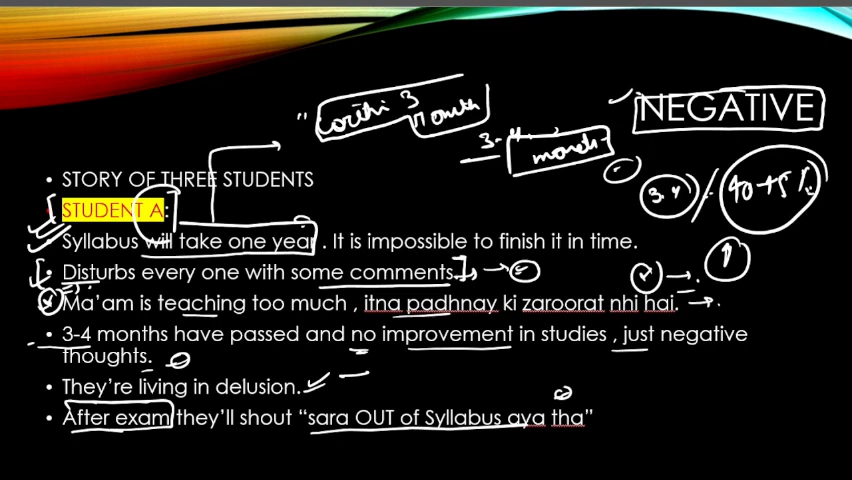 NEGATIVE
3
months
3-4
month
3.4 / 40-45%
• STORY OF THREE STUDENTS
• STUDENT A:
• Syllabus will take one year . It is impossible to finish it in time.
• Disturbs every one with some comments.
• Ma'am is teaching too much , itna padhnay ki zaroorat nhi hai.
• 3-4 months have passed and no improvement in studies , just negative
thoughts.
• They're living in delusion.
• After exam they'll shout "sara OUT of Syllabus aya tha"